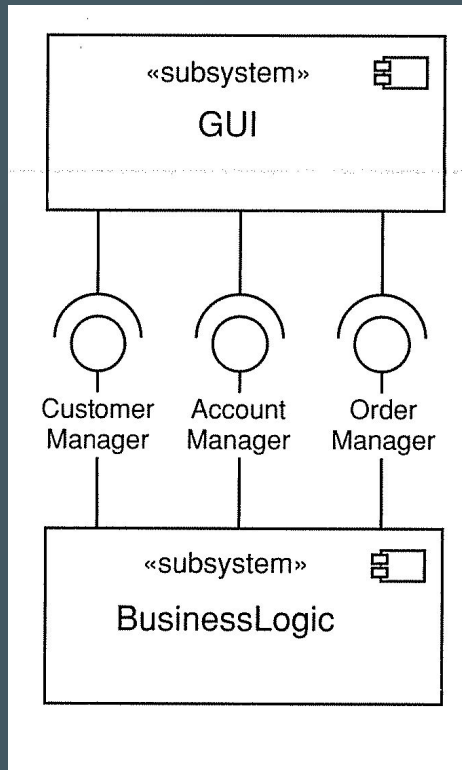 «subsystem»
GUI
Customer Manager
Account Manager
Order Manager
«subsystem»
BusinessLogic